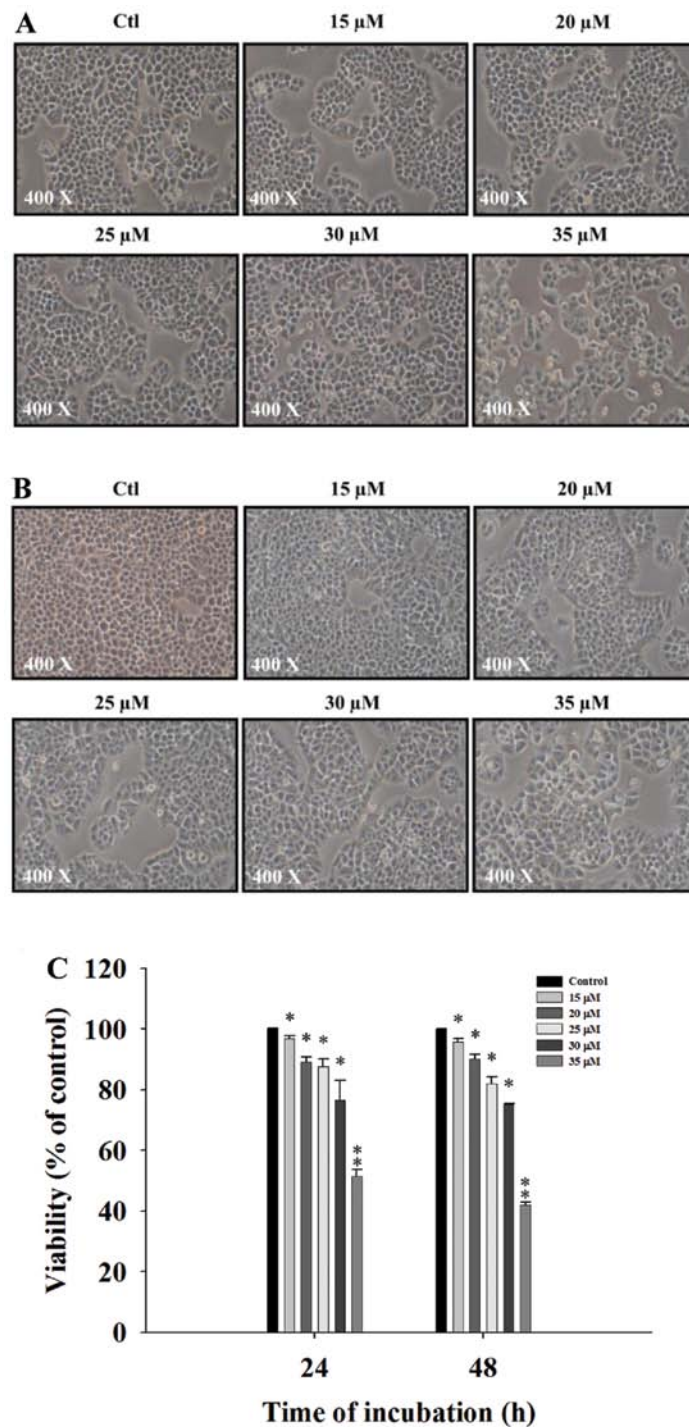 A
Ctl 15 µM 20 µM
400 X 400 X 400 X
25 µM 30 µM 35 µM
400 X 400 X 400 X
B
Ctl 15 µM 20 µM
400 X 400 X 400 X
25 µM 30 µM 35 µM
400 X 400 X 400 X
C
Viability (% of control)
120
100
80
60
40
20
0
Control
15 µM
20 µM
25 µM
30 µM
35 µM
* * * * ** * * * * **
24 48
Time of incubation (h)